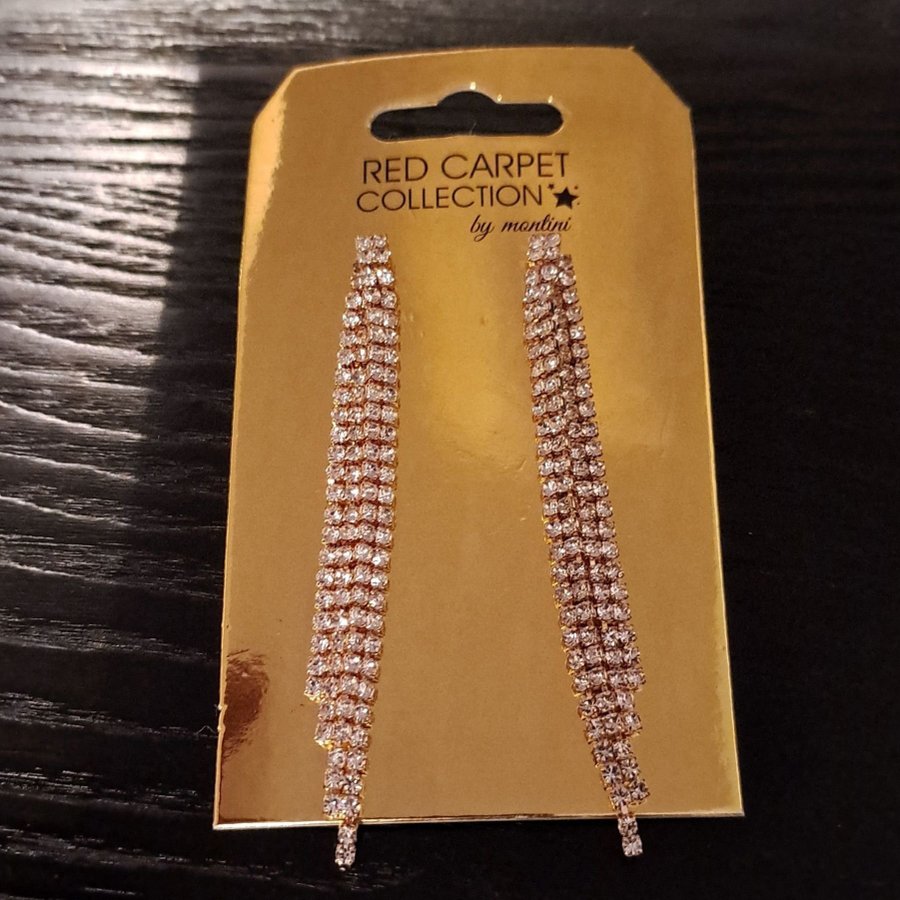 RED CARPET
COLLECTION
by montini